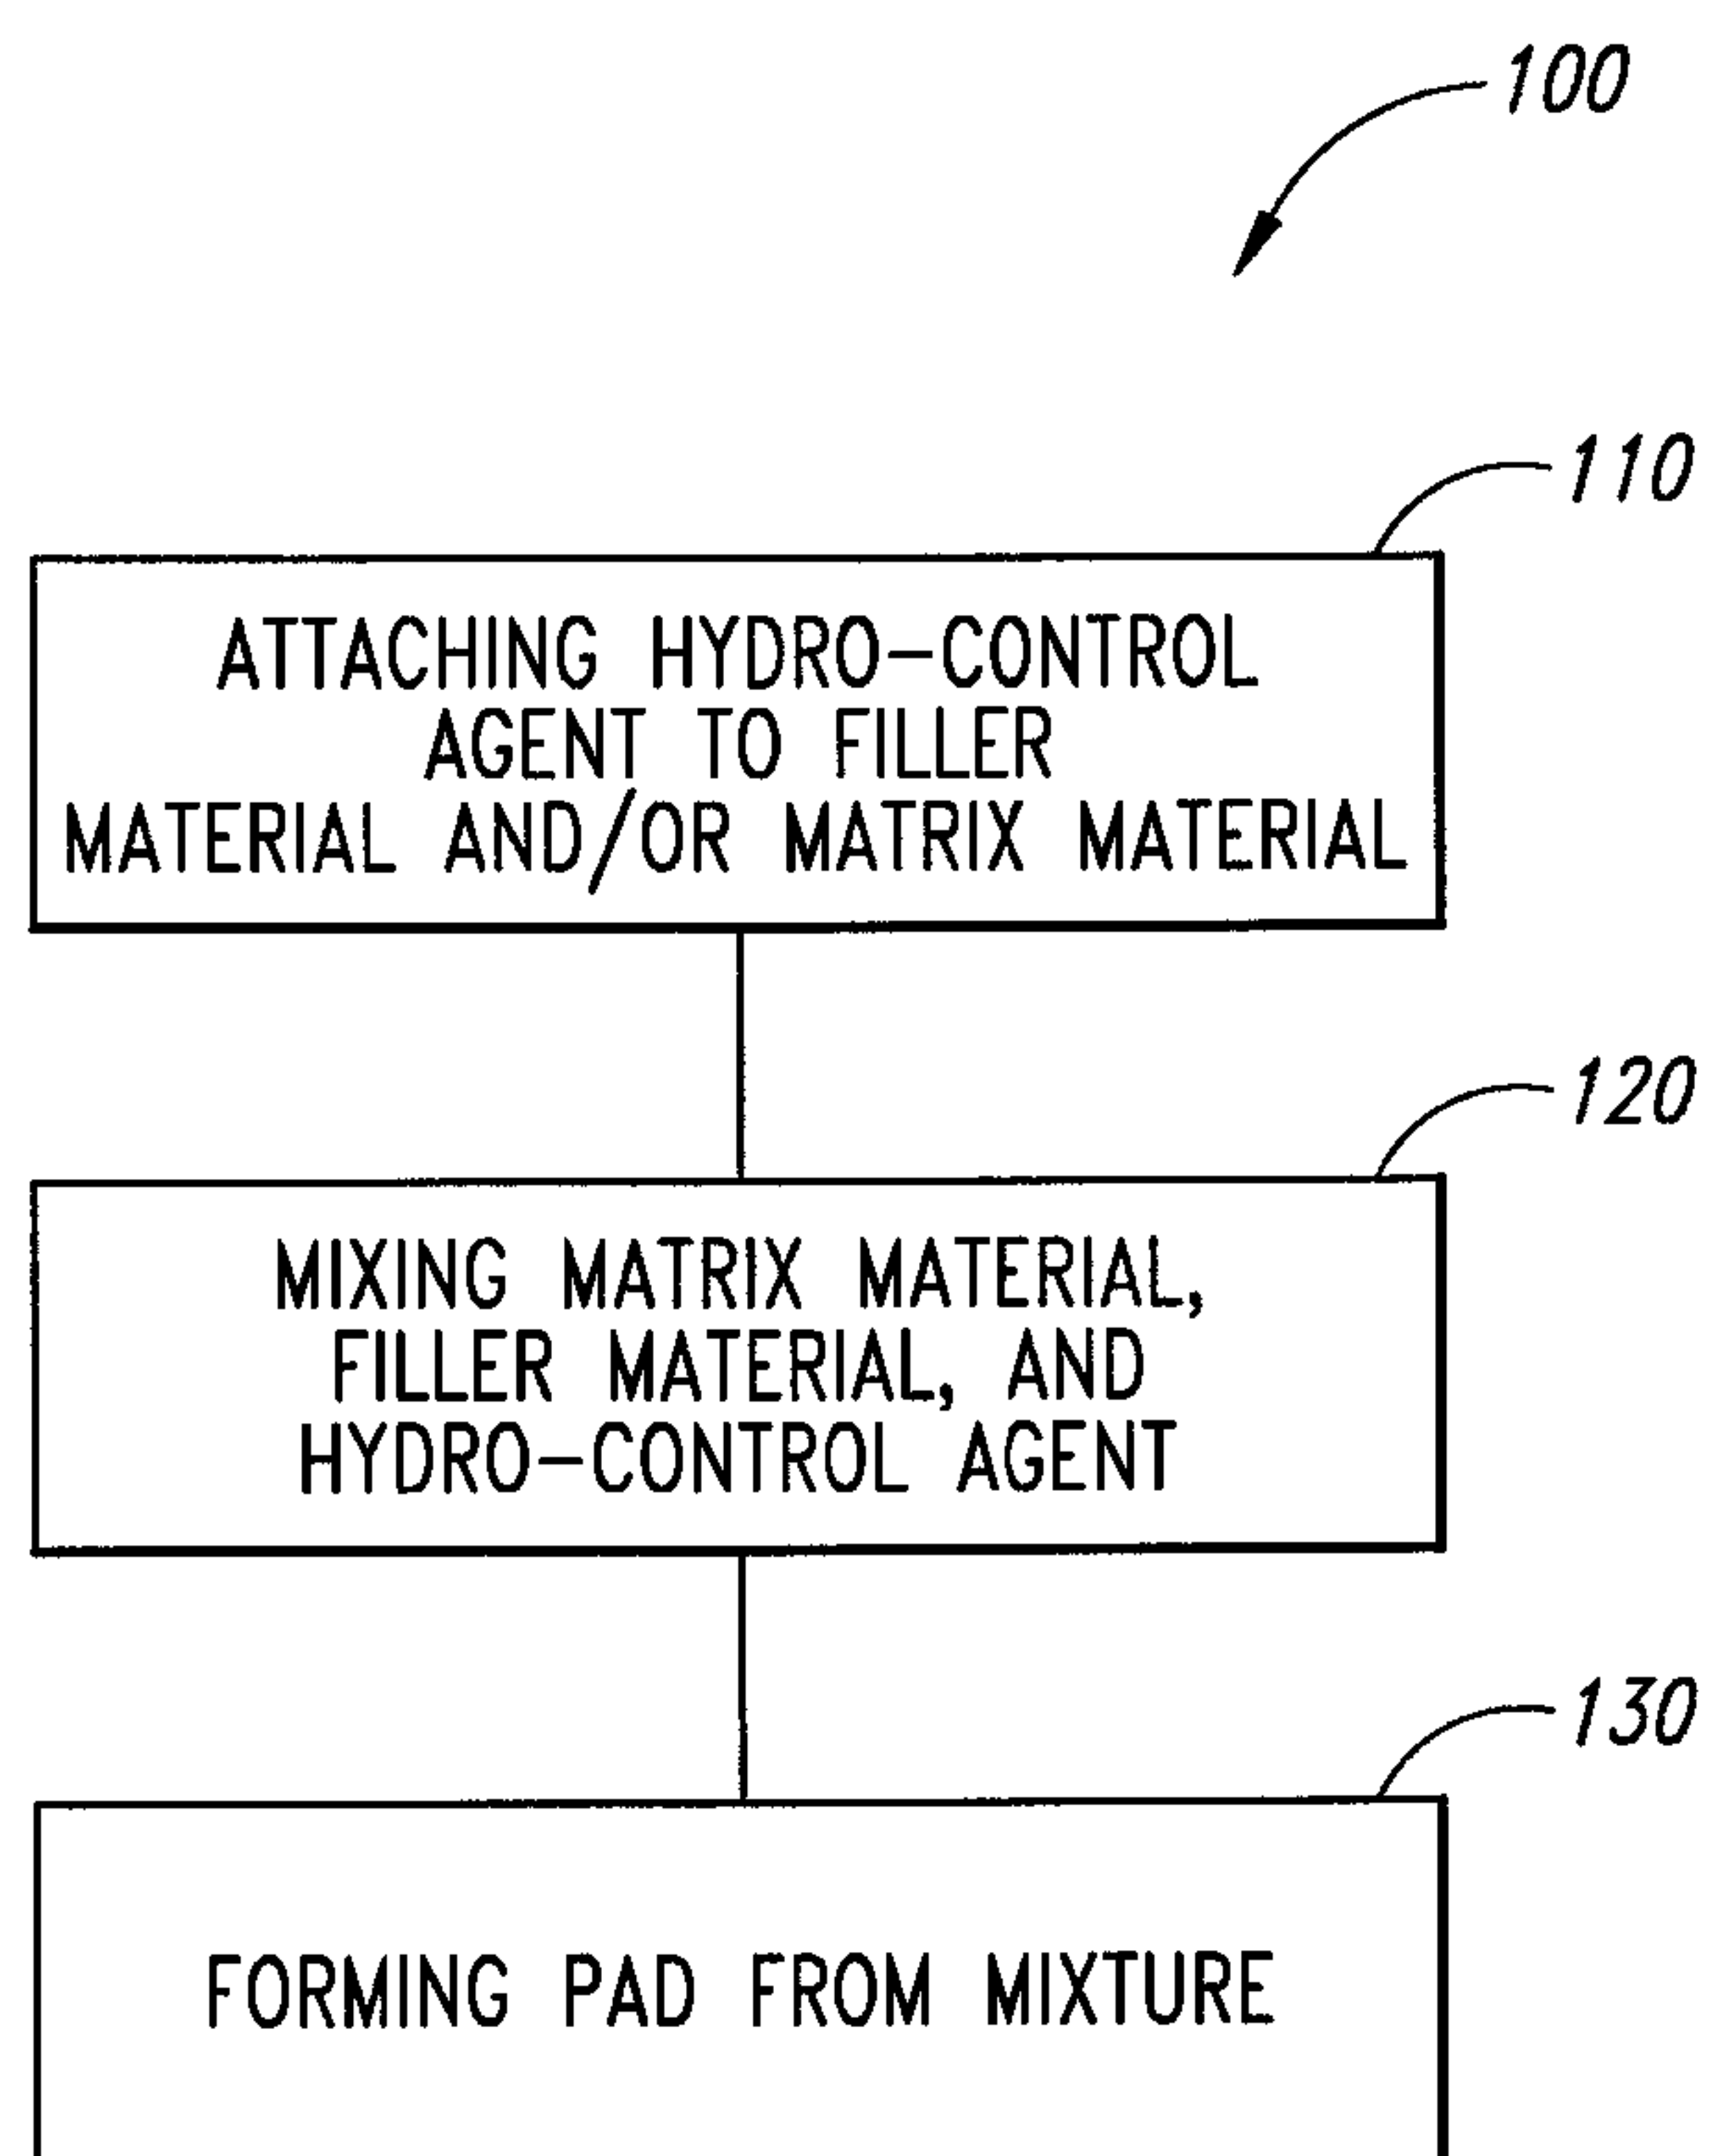 100
110
ATTACHING HYDRO-CONTROL
AGENT TO FILLER
MATERIAL AND/OR MATRIX MATERIAL
120
MIXING MATRIX MATERIAL,
FILLER MATERIAL, AND
HYDRO-CONTROL AGENT
130
FORMING PAD FROM MIXTURE